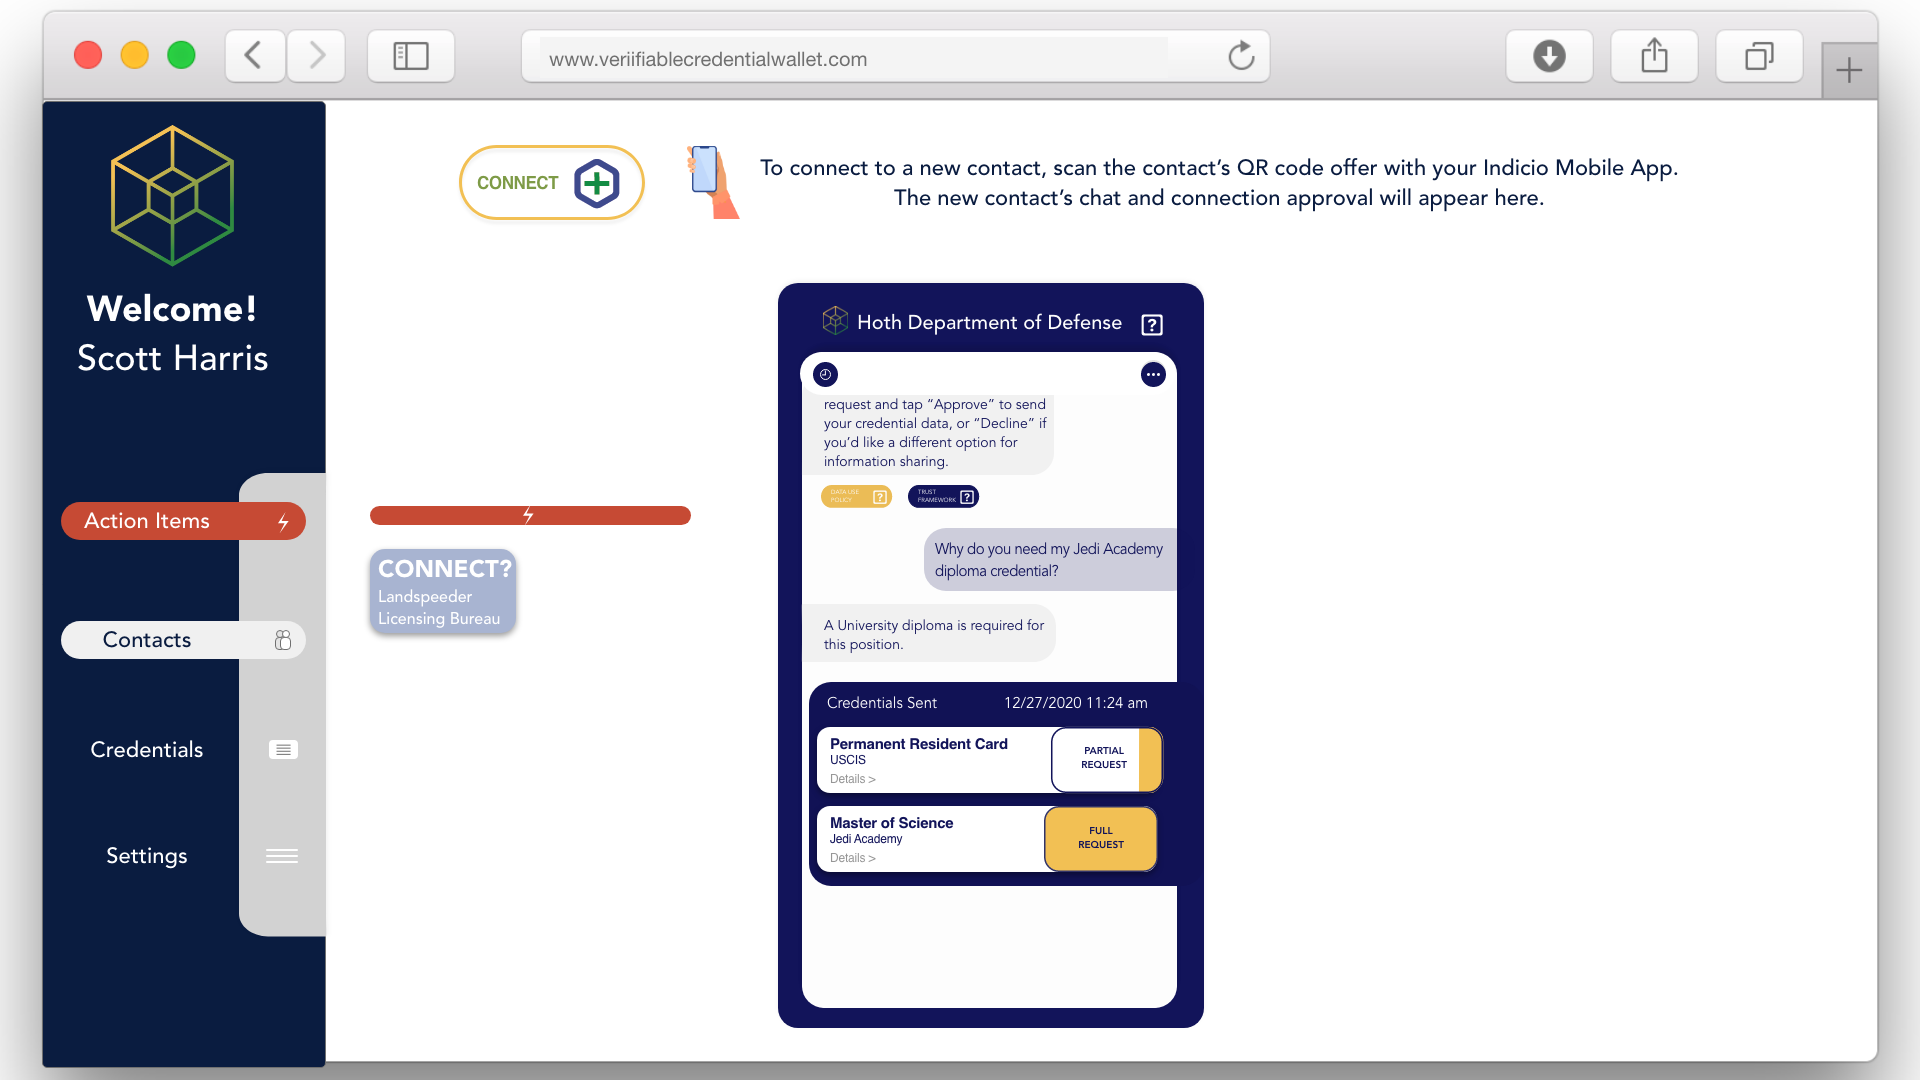 www.veriifiablecredentialwallet.com
CONNECT
To connect to a new contact, scan the contact's QR code offer with your Indicio Mobile App.
The new contact's chat and connection approval will appear here.
Welcome!
Scott Harris
Action Items
Contacts
Credentials
Settings
CONNECT?
Landspeeder
Licensing Bureau
Hoth Department of Defense
request and tap “Approve” to send
your credential data, or “Decline” if
you'd like a different option for
information sharing.
DATA USE
POLICY
TRUST
FRAMEWORK
Why do you need my Jedi Academy
diploma credential?
A University diploma is required for
this position.
Credentials Sent 12/27/2020 11:24 am
Permanent Resident Card
USCIS
Details >
PARTIAL
REQUEST
Master of Science
Jedi Academy
Details >
FULL
REQUEST